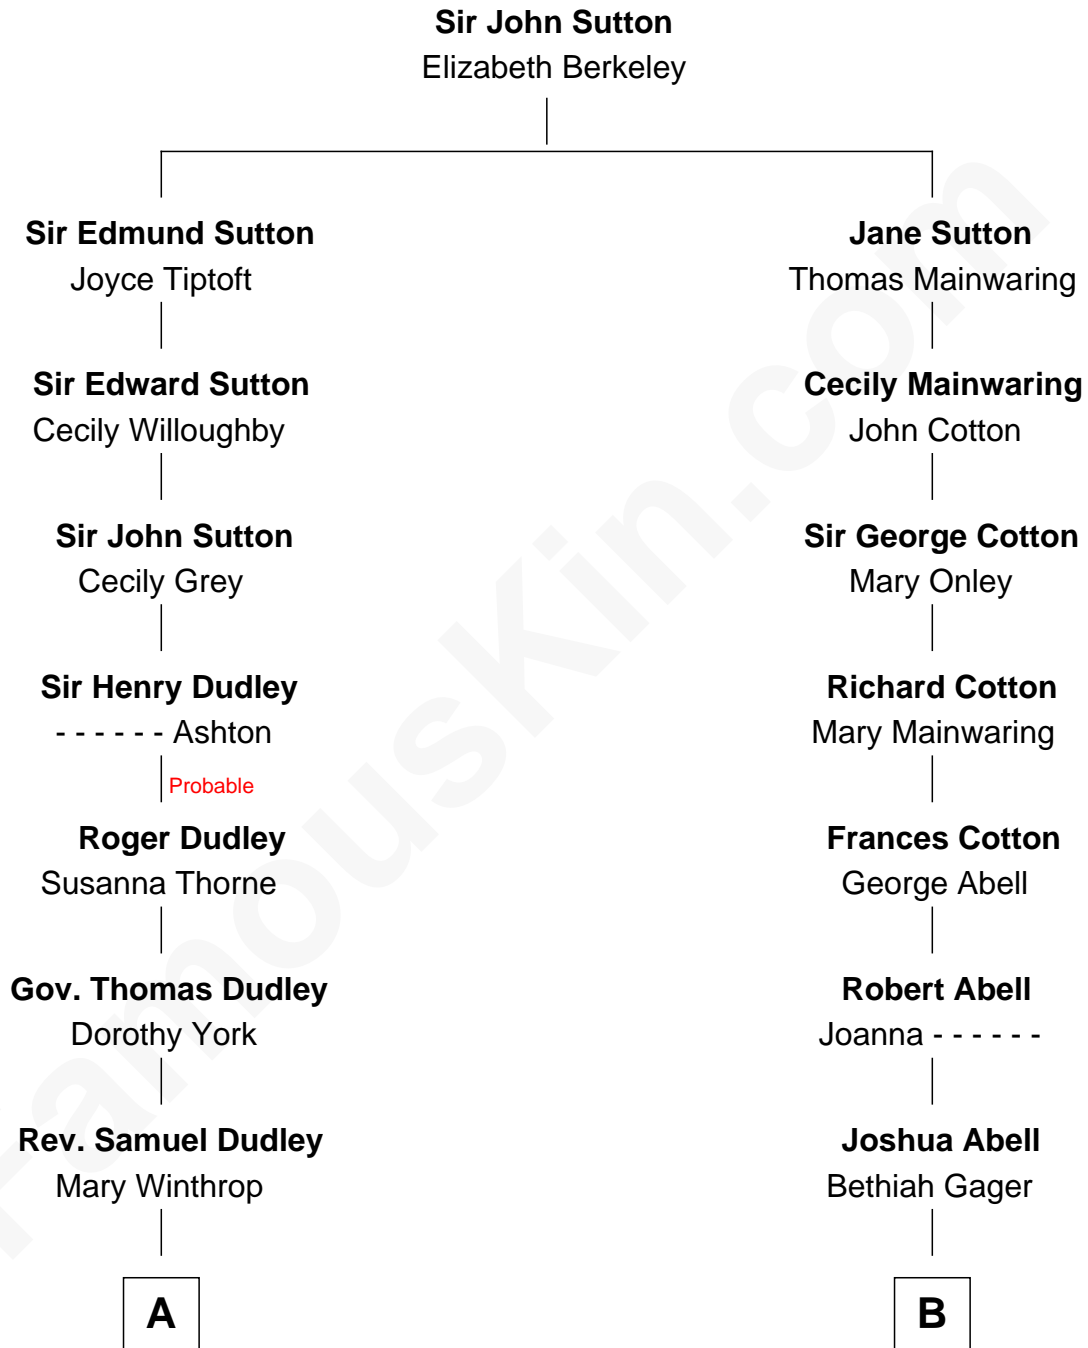 Sir John Sutton
Elizabeth Berkeley
Sir Edmund Sutton
Joyce Tiptoft
Jane Sutton
Thomas Mainwaring
Sir Edward Sutton
Cecily Willoughby
Cecily Mainwaring
John Cotton
Sir John Sutton
Cecily Grey
Sir George Cotton
Mary Onley
Sir Henry Dudley
- - - - - - Ashton
Richard Cotton
Mary Mainwaring
Probable
Roger Dudley
Susanna Thorne
Frances Cotton
George Abell
Gov. Thomas Dudley
Dorothy York
Robert Abell
Joanna - - - - - -
Rev. Samuel Dudley
Mary Winthrop
Joshua Abell
Bethiah Gager
A
B
FamousKin.com